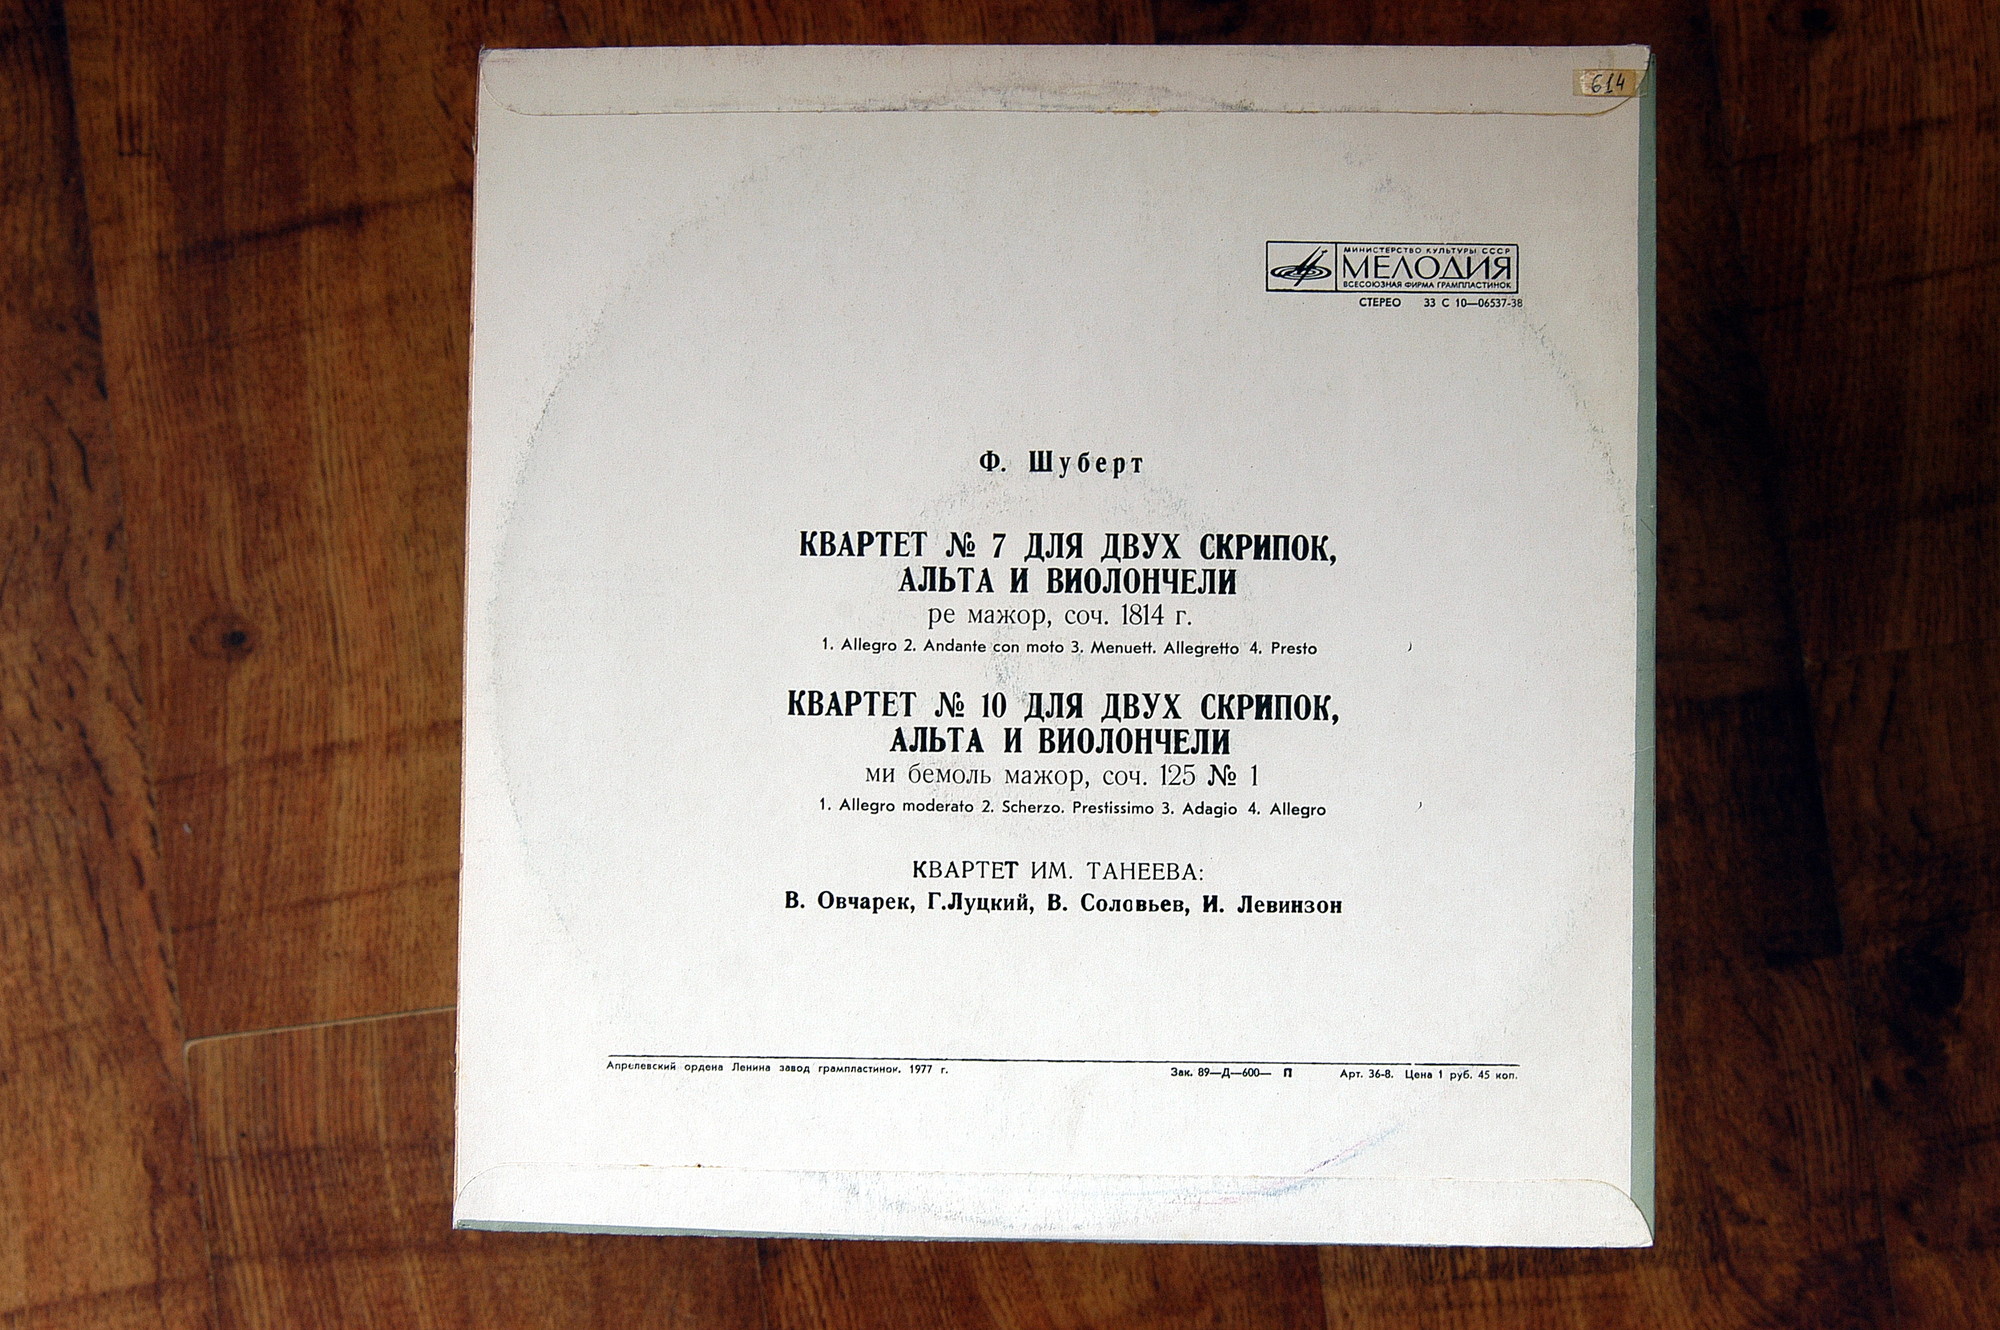 614
МИНИСТЕРСТВО КУЛЬТУРЫ СССР
МЕЛОДИЯ
ВСЕСОЮЗНАЯ ФИРМА ГРАМПЛАСТИНОК
СТЕРЕО 33 С 10—06537-38
Ф. Шуберт
КВАРТЕТ № 7 ДЛЯ ДВУХ СКРИПОК,
АЛЬТА И ВИОЛОНЧЕЛИ
ре мажор, соч. 1814 г.
1. Allegro 2. Andante con moto 3. Menuett. Allegretto 4. Presto
КВАРТЕТ № 10 ДЛЯ ДВУХ СКРИПОК,
АЛЬТА И ВИОЛОНЧЕЛИ
ми бемоль мажор, соч. 125 № 1
1. Allegro moderato 2. Scherzo. Prestissimo 3. Adagio 4. Allegro
КВАРТЕТ ИМ. ТАНЕЕВА:
В. Овчарек, Г.Луцкий, В. Соловьев, И. Левинзон
Апрелевский ордена Ленина завод грампластинок. 1977 г. Зак. 89—Д—600— П Арт. 36-8. Цена 1 руб. 45 коп.